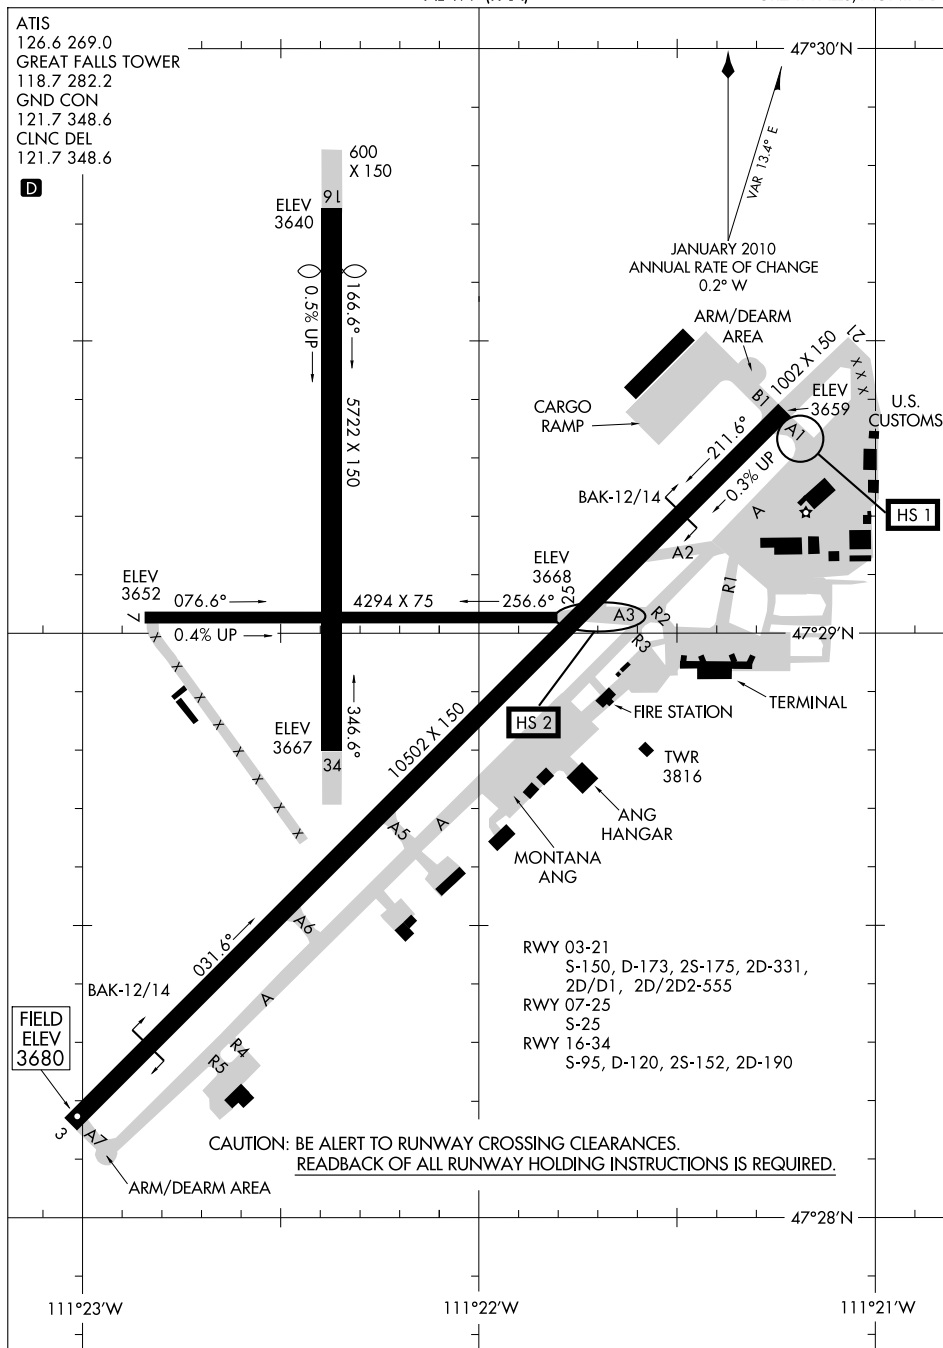 ATIS
126.6 269.0
GREAT FALLS TOWER
118.7 282.2
GND CON
121.7 348.6
CLNC DEL
121.7 348.6
D
47°30'N
VAR 13.4° E
JANUARY 2010
ANNUAL RATE OF CHANGE
0.2° W
600
X 150
16
ELEV
3640
0.5% UP
166.6°
5722 X 150
ARM/DEARM
AREA
1002 X 150
21
X X X
B1
ELEV
3659
U.S.
CUSTOMS
CARGO
RAMP
A1
211.6°
0.3% UP
BAK-12/14
A
HS 1
A2
ELEV
3668
ELEV
3652
076.6°
4294 X 75
256.6°
25
7
0.4% UP
A3
R1
R2
R3
47°29'N
X
X
X
X
X
X
X
X
TERMINAL
FIRE STATION
HS 2
ELEV
3667
346.6°
34
10502 X 150
TWR
3816
ANG
HANGAR
A5
A
MONTANA
ANG
A6
031.6°
BAK-12/14
A
RWY 03-21
S-150, D-173, 2S-175, 2D-331,
2D/D1, 2D/2D2-555
RWY 07-25
S-25
RWY 16-34
S-95, D-120, 2S-152, 2D-190
FIELD
ELEV
3680
R4
R5
3
A7
CAUTION: BE ALERT TO RUNWAY CROSSING CLEARANCES.
READBACK OF ALL RUNWAY HOLDING INSTRUCTIONS IS REQUIRED.
ARM/DEARM AREA
47°28'N
111°23'W
111°22'W
111°21'W